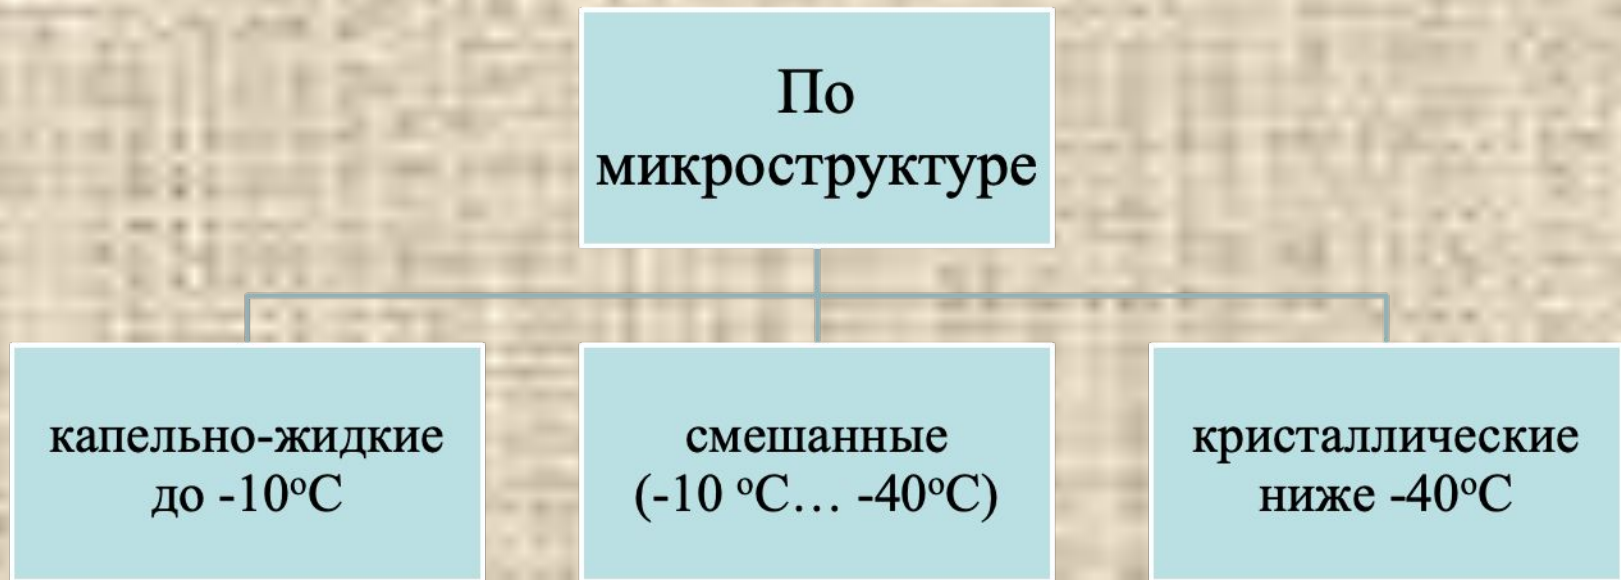 По
микроструктуре
капельно-жидкие
до -10°С
смешанные
(-10 °С… -40°С)
кристаллические
ниже -40°С